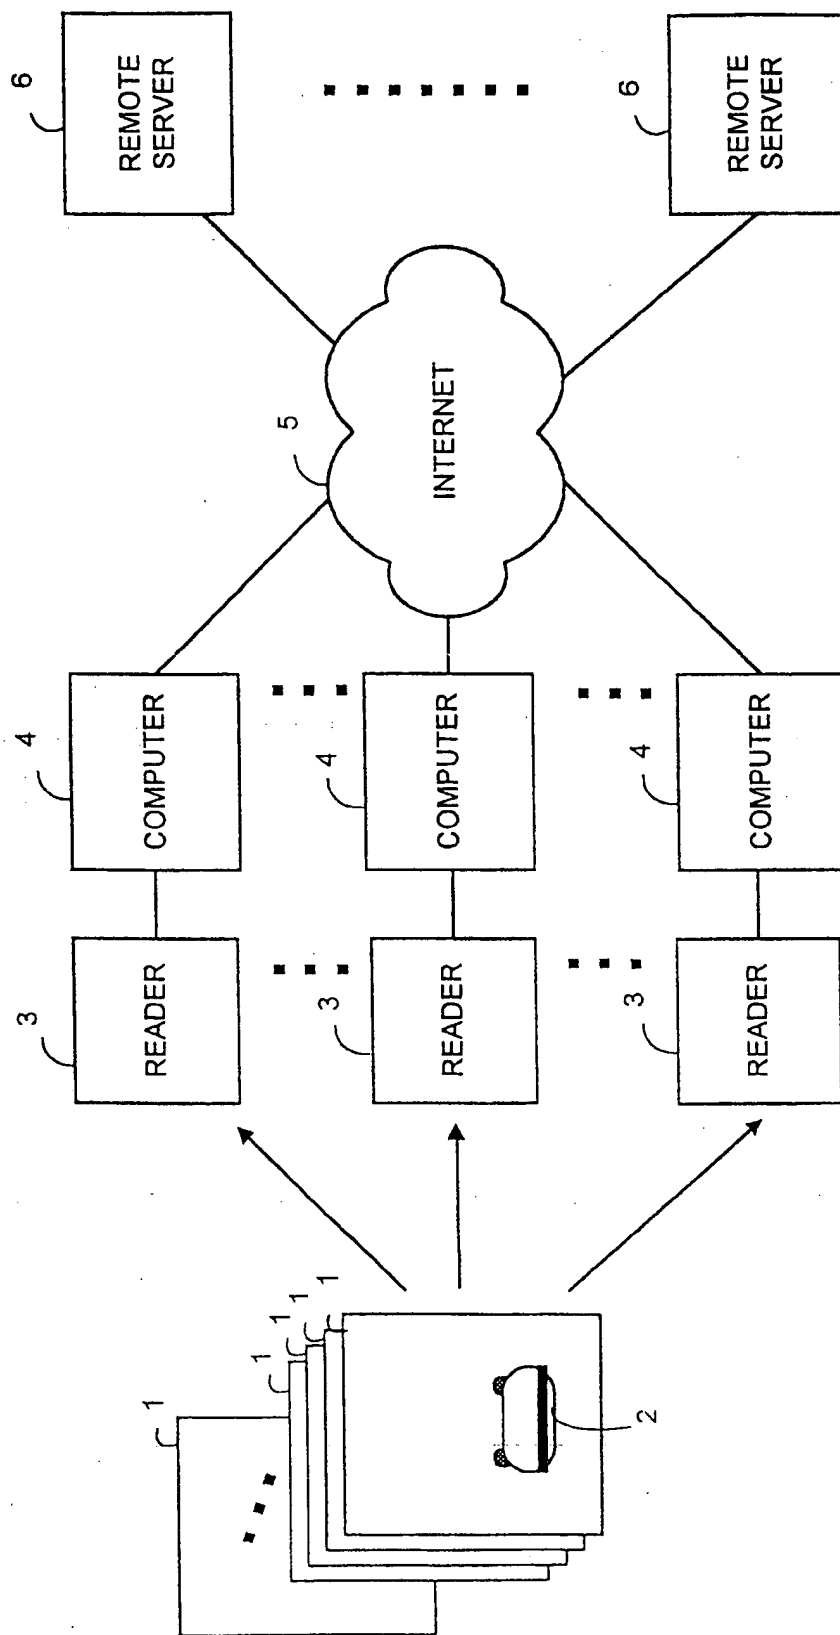 3
4
6
READER
COMPUTER
REMOTE
SERVER
1
1
1
1
1
5
3
4
READER
COMPUTER
INTERNET
2
3
4
6
READER
COMPUTER
REMOTE
SERVER